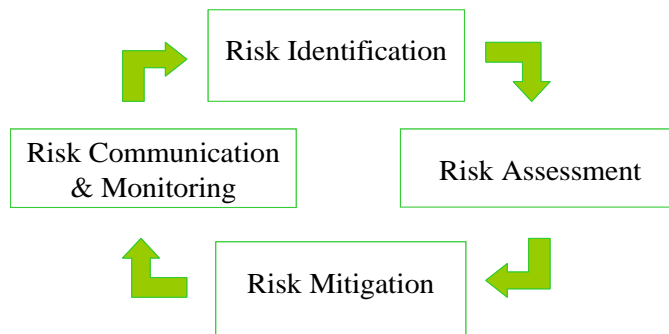 Risk Identification
Risk Assessment
Risk Mitigation
Risk Communication
& Monitoring